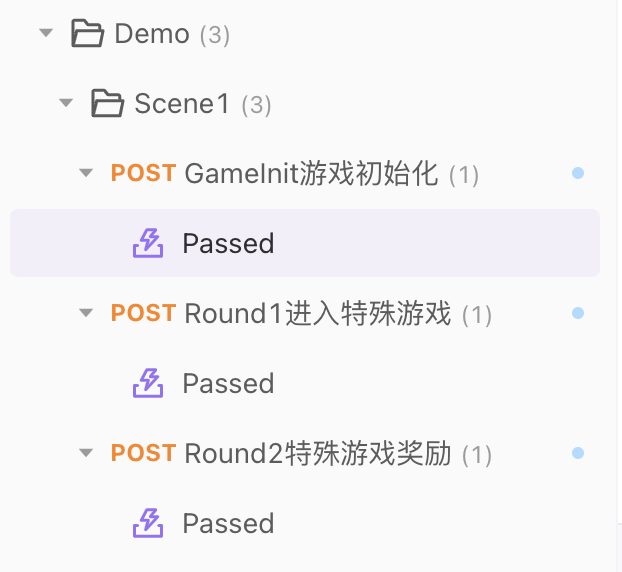 Demo (3)
Scene1 (3)
POST GameInit游戏初始化 (1)
Passed
POST Round1进入特殊游戏 (1)
Passed
POST Round2特殊游戏奖励 (1)
Passed